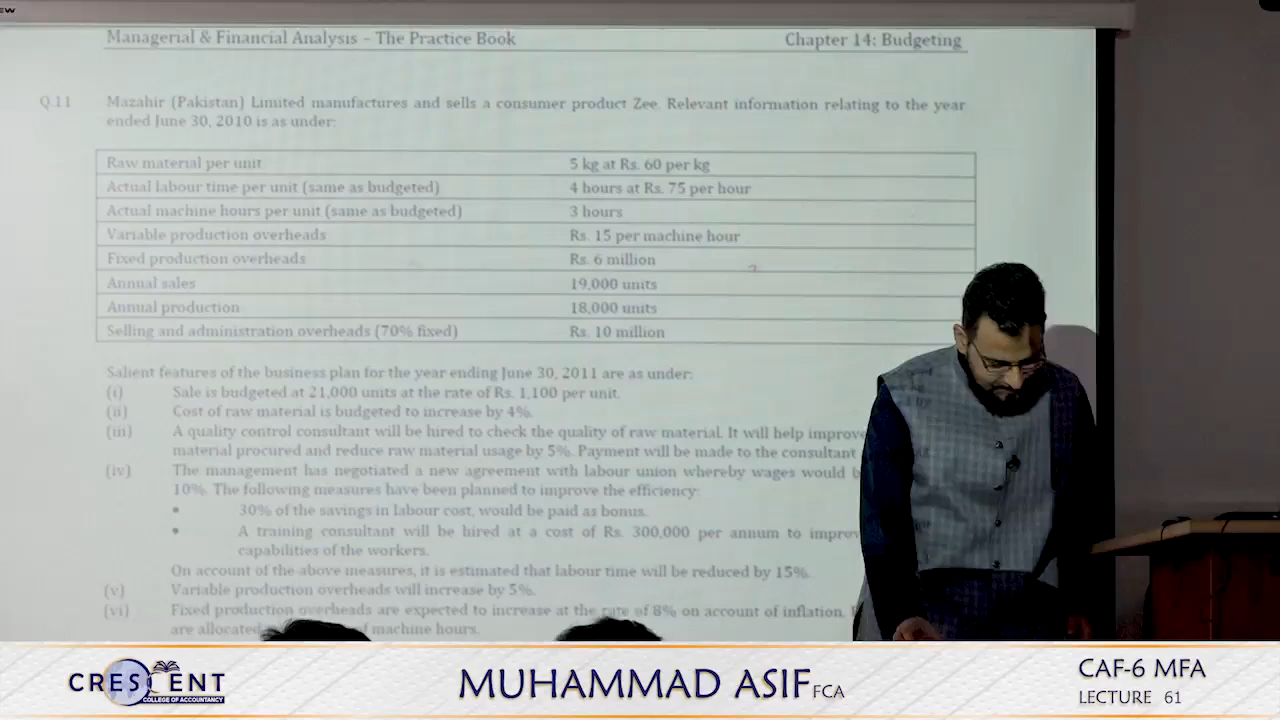 EW
Managerial & Financial Analysis – The Practice Book Chapter 14: Budgeting
Q.11 Mazahir (Pakistan) Limited manufactures and sells a consumer product Zee. Relevant information relating to the year
ended June 30, 2010 is as under:
Raw material per unit 5 kg at Rs. 60 per kg
Actual labour time per unit (same as budgeted) 4 hours at Rs. 75 per hour
Actual machine hours per unit (same as budgeted) 3 hours
Variable production overheads Rs. 15 per machine hour
Fixed production overheads Rs. 6 million
Annual sales 19,000 units
Annual production 18,000 units
Selling and administration overheads (70% fixed) Rs. 10 million
Salient features of the business plan for the year ending June 30, 2011 are as under:
(i) Sale is budgeted at 21,000 units at the rate of Rs. 1,100 per unit.
(ii) Cost of raw material is budgeted to increase by 4%.
(iii) A quality control consultant will be hired to check the quality of raw material. It will help improve
material procured and reduce raw material usage by 5%. Payment will be made to the consultant
(iv) The management has negotiated a new agreement with labour union whereby wages would
10%. The following measures have been planned to improve the efficiency:
• 30% of the savings in labour cost, would be paid as bonus.
• A training consultant will be hired at a cost of Rs. 300,000 per annum to improv
capabilities of the workers.
On account of the above measures, it is estimated that labour time will be reduced by 15%.
(v) Variable production overheads will increase by 5%.
(vi) Fixed production overheads are expected to increase at the rate of 8% on account of inflation.
are allocated of machine hours.
CRESCENT
COLLEGE OF ACCOUNTANCY
MUHAMMAD ASIF FCA
CAF-6 MFA
LECTURE 61